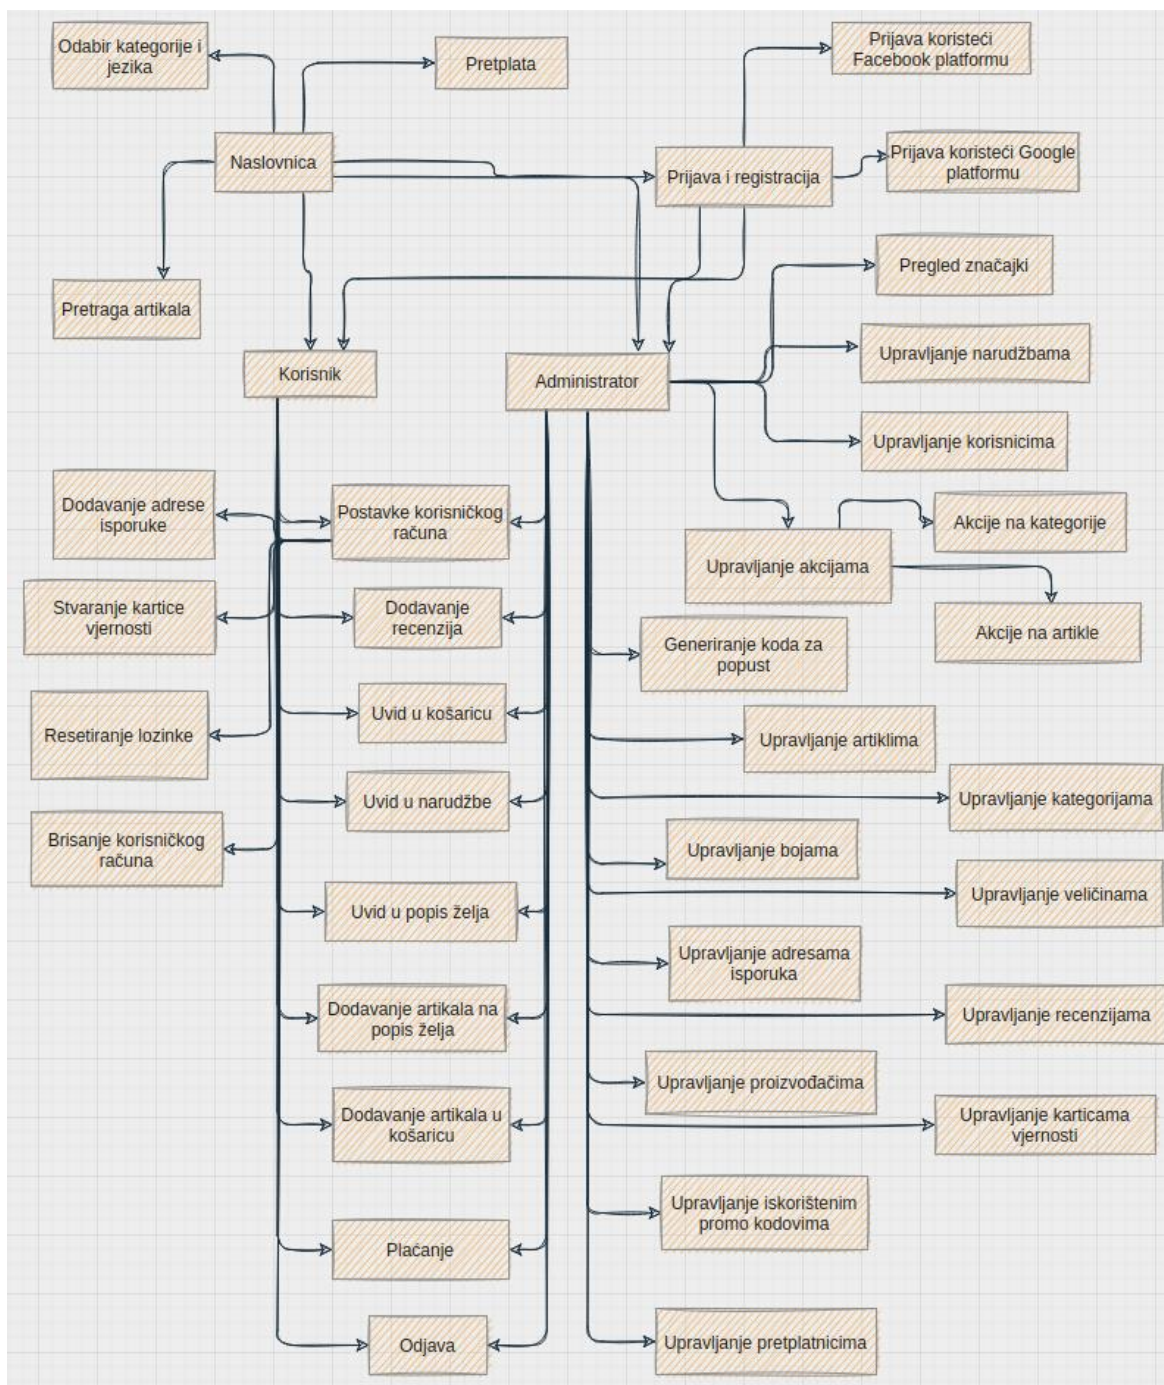 Odabir kategorije i
jezika
Pretplata
Prijava koristeći
Facebook platformu
Naslovnica
Prijava i registracija
Prijava koristeći Google
platformu
Pregled značajki
Pretraga artikala
Upravljanje narudžbama
Korisnik
Administrator
Upravljanje korisnicima
Dodavanje adrese
isporuke
Postavke korisničkog
računa
Akcije na kategorije
Upravljanje akcijama
Stvaranje kartice
vjernosti
Dodavanje
recenzija
Akcije na artikle
Generiranje koda za
popust
Resetiranje lozinke
Uvid u košaricu
Upravljanje artiklima
Uvid u narudžbe
Upravljanje kategorijama
Brisanje korisničkog
računa
Upravljanje bojama
Uvid u popis želja
Upravljanje veličinama
Upravljanje adresama
isporuka
Dodavanje artikala na
popis želja
Upravljanje recenzijama
Upravljanje proizvođačima
Dodavanje artikala u
košaricu
Upravljanje karticama
vjernosti
Upravljanje iskorištenim
promo kodovima
Plaćanje
Odjava
Upravljanje pretplatnicima